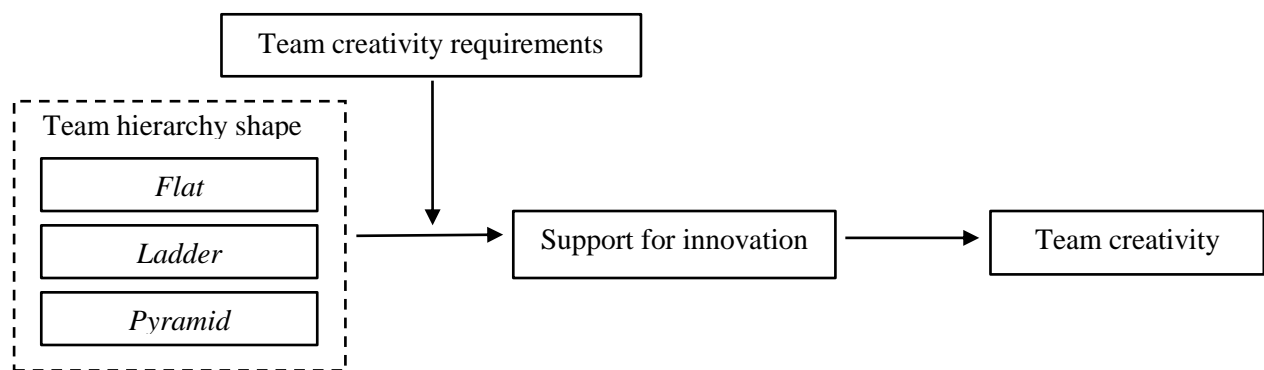 Team creativity requirements
Team hierarchy shape
Flat
Ladder
Pyramid
Support for innovation
Team creativity